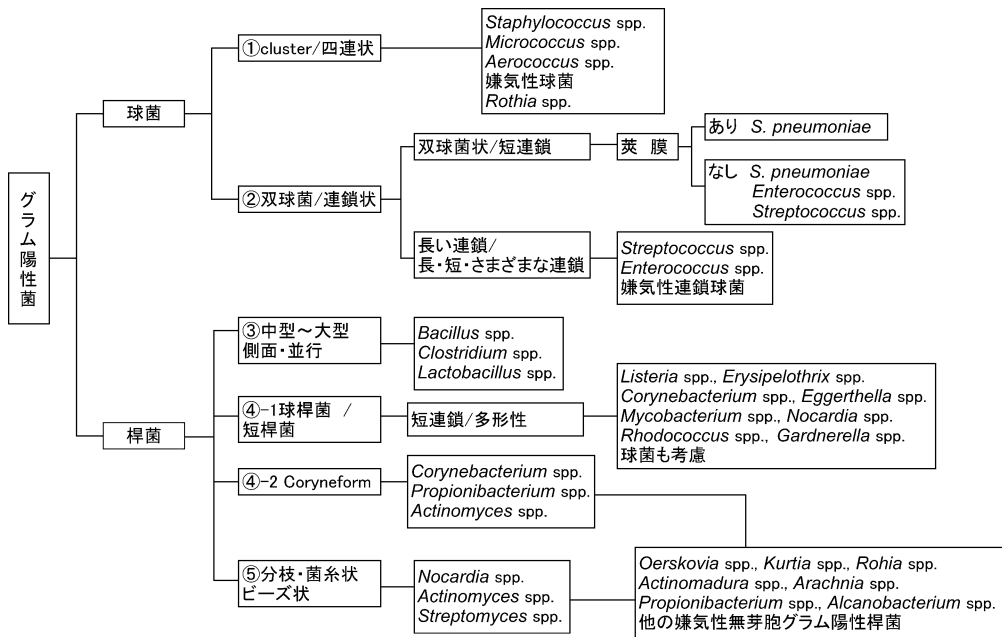 グラム陽性菌
球菌
①cluster/四連状
Staphylococcus spp.
Micrococcus spp.
Aerococcus spp.
嫌気性球菌
Rothia spp.
②双球菌/連鎖状
双球菌状/短連鎖
莢 膜
あり S. pneumoniae
なし S. pneumoniae
Enterococcus spp.
Streptococcus spp.
長い連鎖/
長・短・さまざまな連鎖
Streptococcus spp.
Enterococcus spp.
嫌気性連鎖球菌
桿菌
③中型～大型
側面・並行
Bacillus spp.
Clostridium spp.
Lactobacillus spp.
④-1球桿菌 /
短桿菌
短連鎖/多形性
Listeria spp., Erysipelothrix spp.
Corynebacterium spp., Eggerthella spp.
Mycobacterium spp., Nocardia spp.
Rhodococcus spp., Gardnerella spp.
球菌も考慮
④-2 Coryneform
Corynebacterium spp.
Propionibacterium spp.
Actinomyces spp.
⑤分枝・菌糸状
ビーズ状
Nocardia spp.
Actinomyces spp.
Streptomyces spp.
Oerskovia spp., Kurtia spp., Rohia spp.
Actinomadura spp., Arachnia spp.
Propionibacterium spp., Alcanobacterium spp.
他の嫌気性無芽胞グラム陽性桿菌